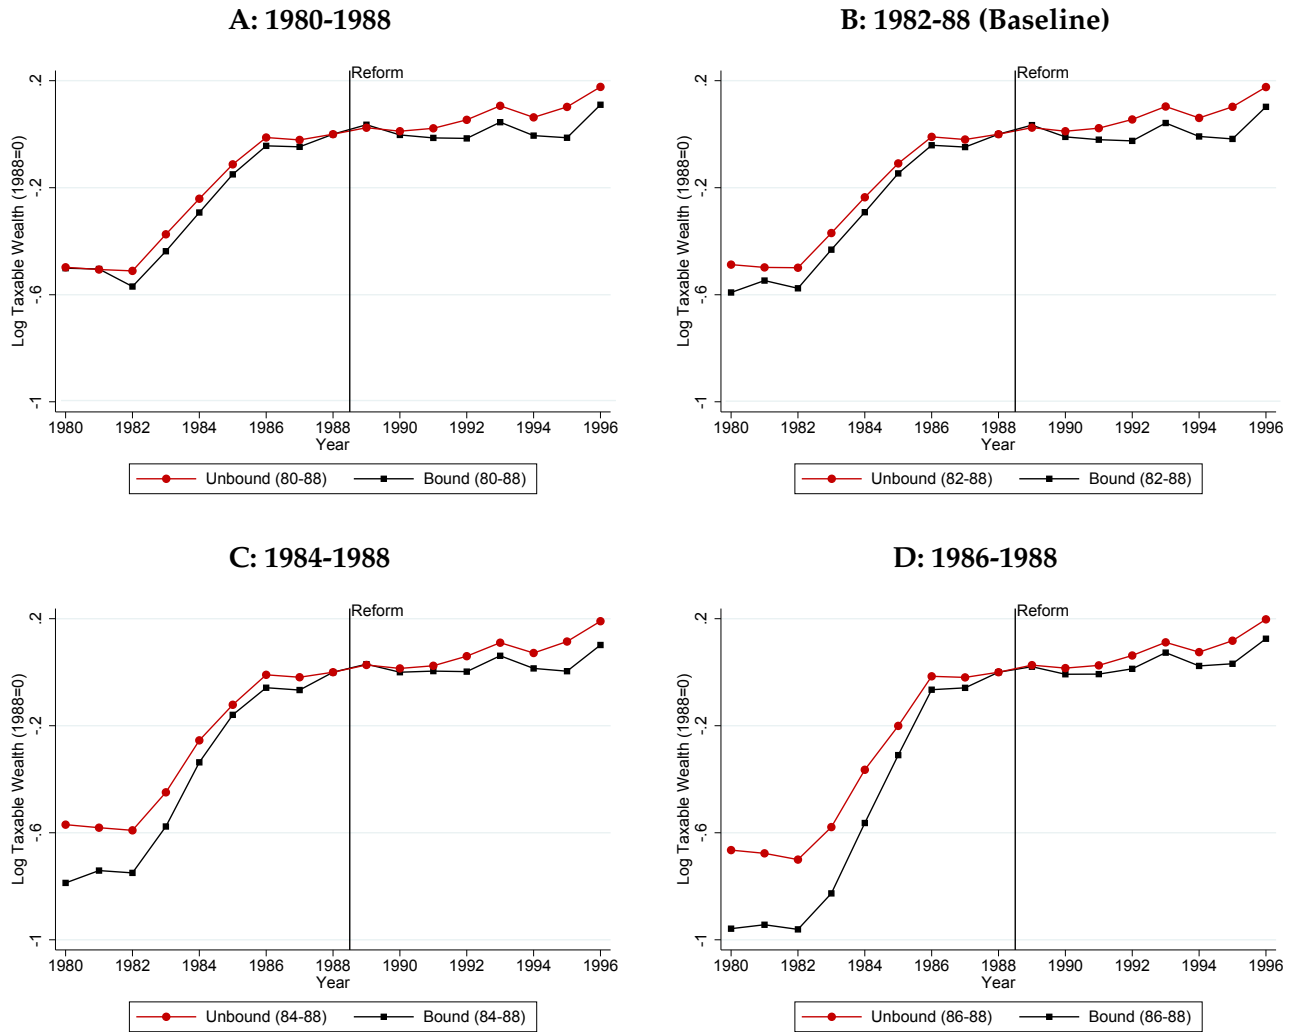 A: 1980-1988
Reform
Log Taxable Wealth (1988=0)
.2
-.2
-.6
-1
1980 1982 1984 1986 1988 1990 1992 1994 1996
Year
Unbound (80-88) Bound (80-88)
B: 1982-88 (Baseline)
Reform
Log Taxable Wealth (1988=0)
.2
-.2
-.6
-1
1980 1982 1984 1986 1988 1990 1992 1994 1996
Year
Unbound (82-88) Bound (82-88)
C: 1984-1988
Reform
Log Taxable Wealth (1988=0)
.2
-.2
-.6
-1
1980 1982 1984 1986 1988 1990 1992 1994 1996
Year
Unbound (84-88) Bound (84-88)
D: 1986-1988
Reform
Log Taxable Wealth (1988=0)
.2
-.2
-.6
-1
1980 1982 1984 1986 1988 1990 1992 1994 1996
Year
Unbound (86-88) Bound (86-88)